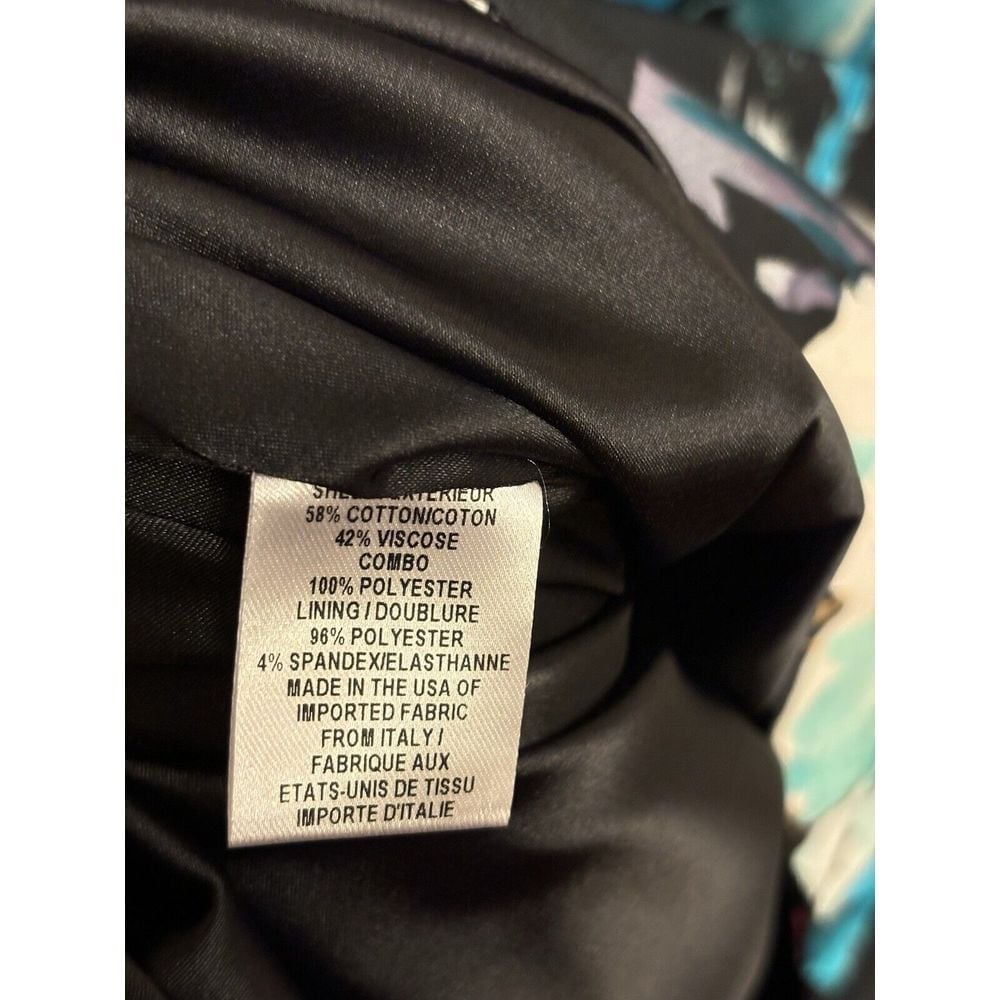 EXTERIEUR
58% COTTON/COTON
42% VISCOSE
COMBO
100% POLYESTER
LINING / DOUBLURE
96% POLYESTER
4% SPANDEX/ELASTHANNE
MADE IN THE USA OF
IMPORTED FABRIC
FROM ITALY /
FABRIQUE AUX
ETATS-UNIS DE TISSU
IMPORTE D'ITALIE